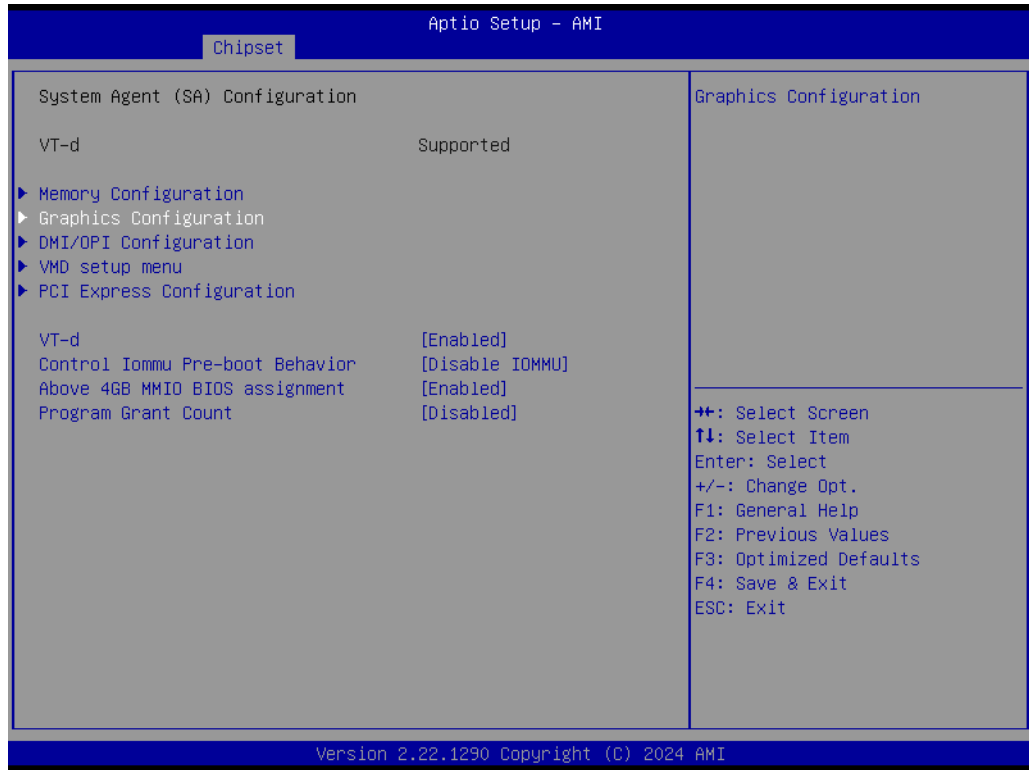 Aptio Setup – AMI
Chipset
System Agent (SA) Configuration
VT-d Supported
Memory Configuration
Graphics Configuration
DMI/OPI Configuration
VMD setup menu
PCI Express Configuration
VT-d [Enabled]
Control Iommu Pre-boot Behavior [Disable IOMMU]
Above 4GB MMIO BIOS assignment [Enabled]
Program Grant Count [Disabled]
Graphics Configuration
→←: Select Screen
↑↓: Select Item
Enter: Select
+/-: Change Opt.
F1: General Help
F2: Previous Values
F3: Optimized Defaults
F4: Save & Exit
ESC: Exit
Version 2.22.1290 Copyright (C) 2024 AMI